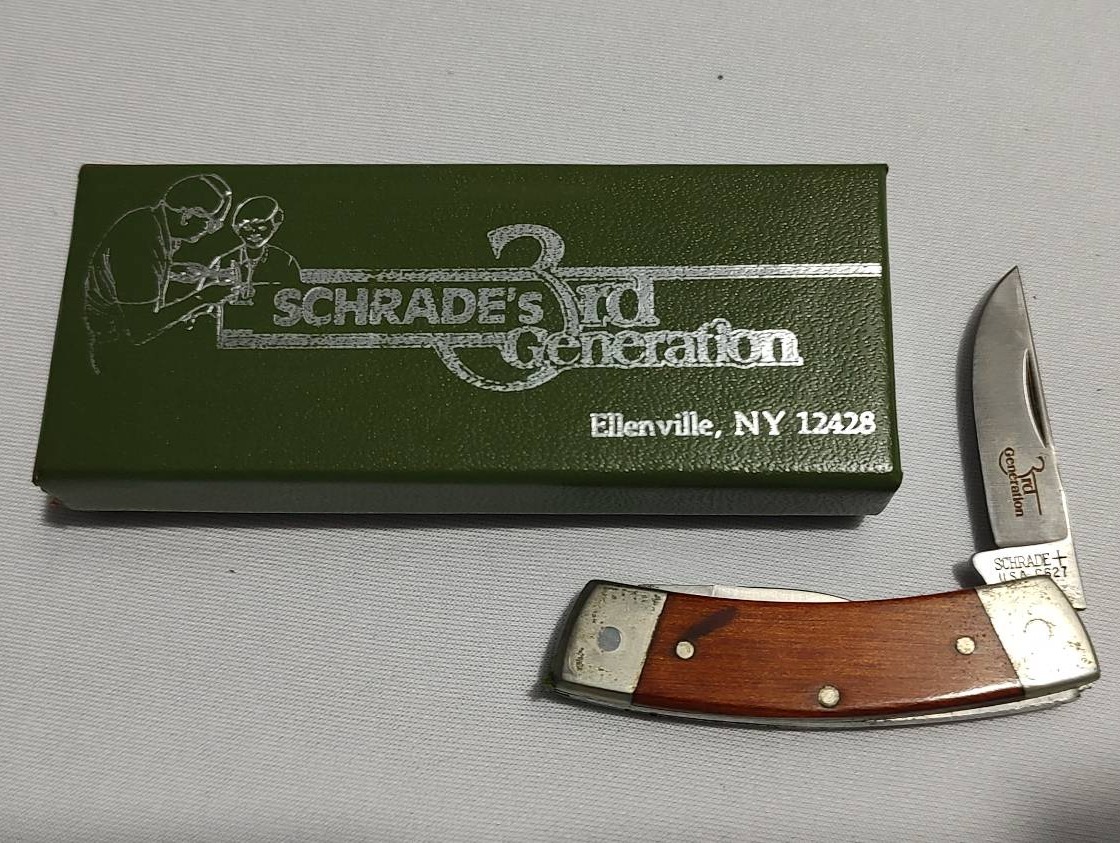 SCHRADE's 3rd
Generation
Ellenville, NY 12428
3rd
Generation
SCHRADE+
U.S.A.